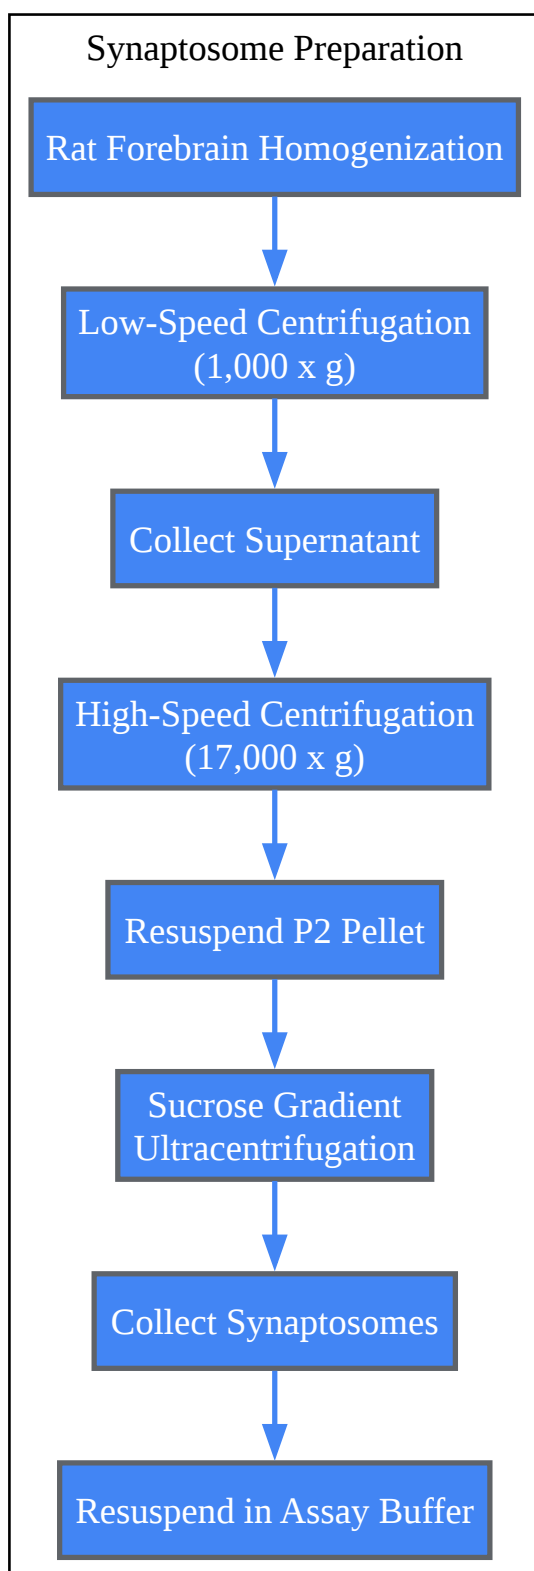 Synaptosome Preparation
Rat Forebrain Homogenization
Low-Speed Centrifugation
(1,000 x g)
Collect Supernatant
High-Speed Centrifugation
(17,000 x g)
Resuspend P2 Pellet
Sucrose Gradient
Ultracentrifugation
Collect Synaptosomes
Resuspend in Assay Buffer